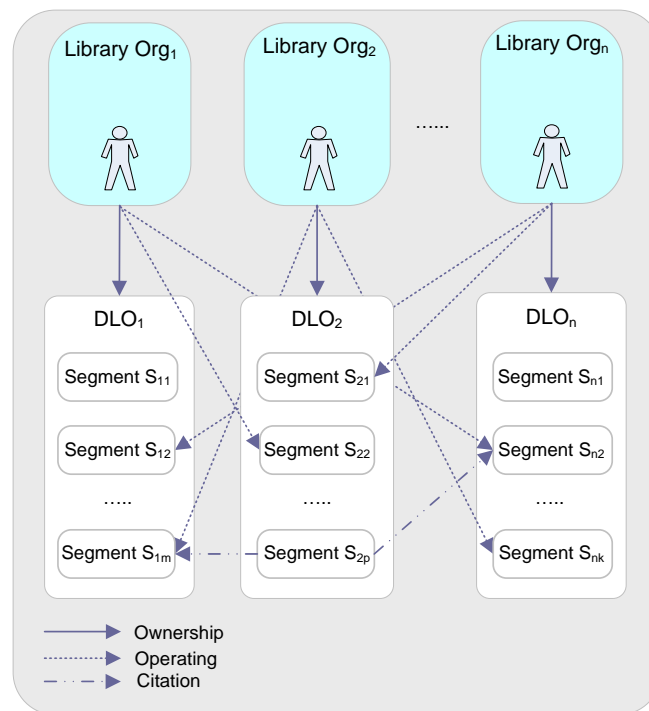 Library Org₁
Library Org₂
Library Orgₙ
......
DLO₁
DLO₂
DLOₙ
Segment S₁₁
Segment S₂₁
Segment Sₙ₁
Segment S₁₂
Segment S₂₂
Segment Sₙ₂
.....
.....
.....
Segment S₁ₘ
Segment S₂ₚ
Segment Sₙₖ
Ownership
Operating
Citation